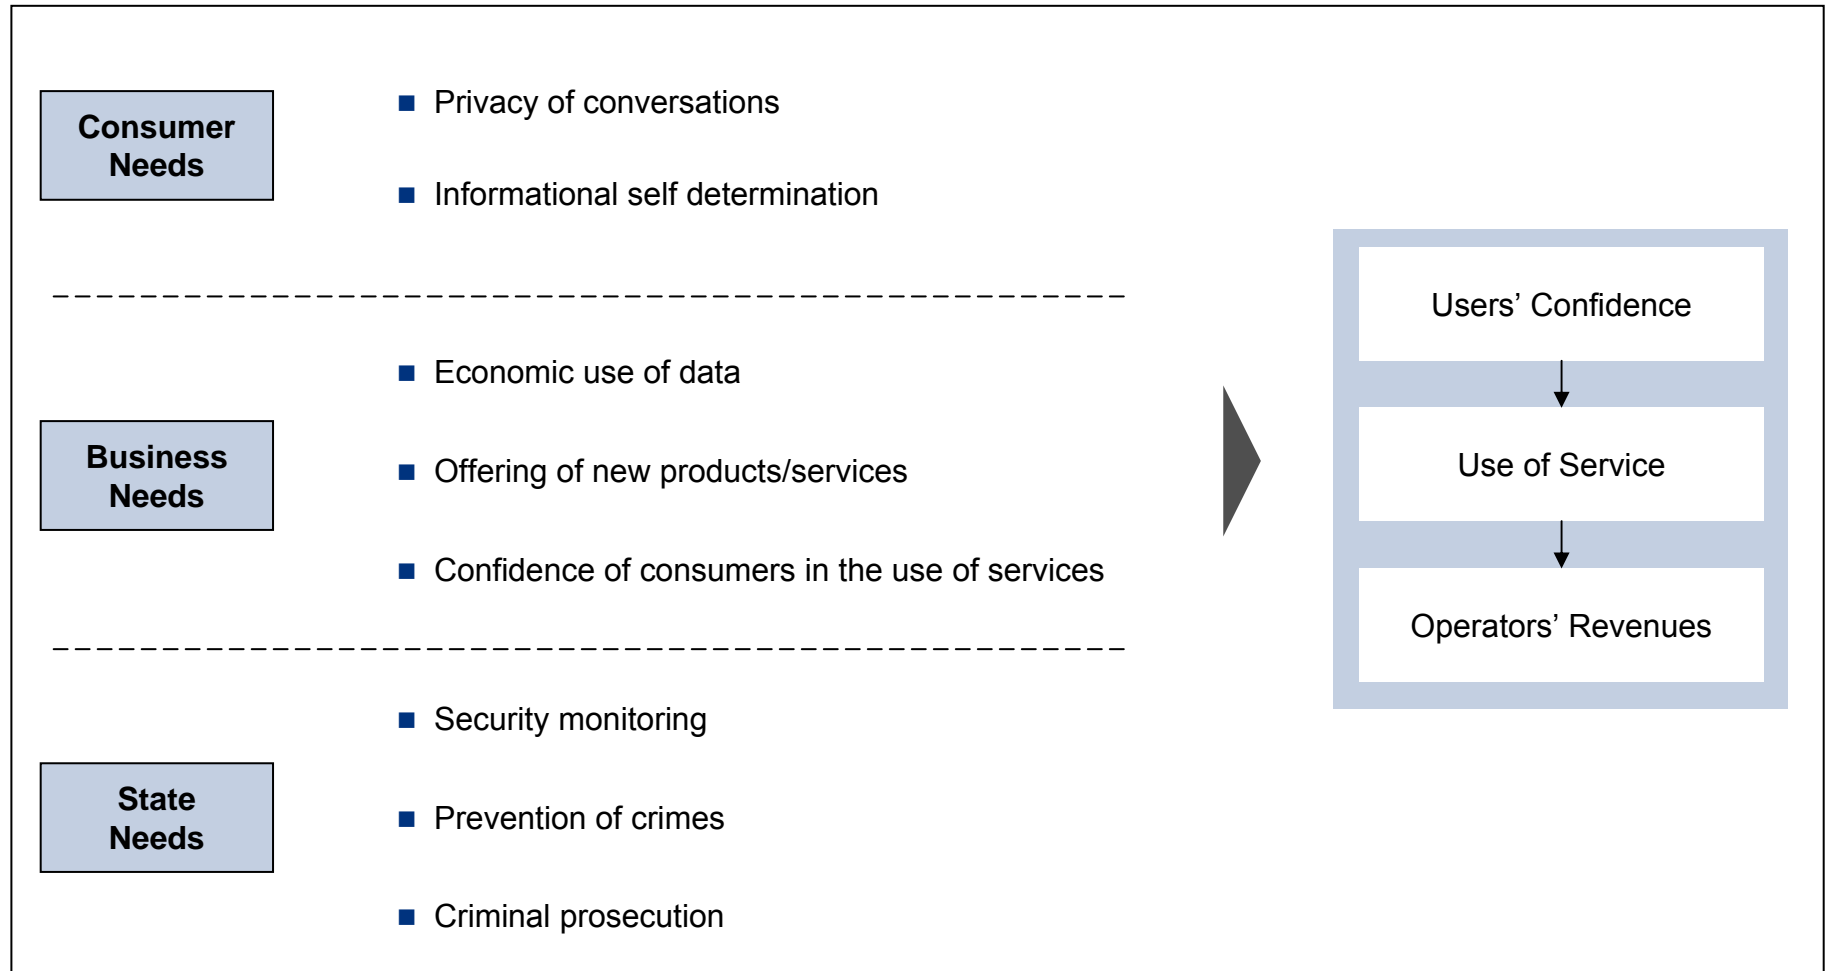 Consumer
Needs
Privacy of conversations
Informational self determination
Business
Needs
Economic use of data
Offering of new products/services
Confidence of consumers in the use of services
State
Needs
Security monitoring
Prevention of crimes
Criminal prosecution
Users’ Confidence
Use of Service
Operators’ Revenues